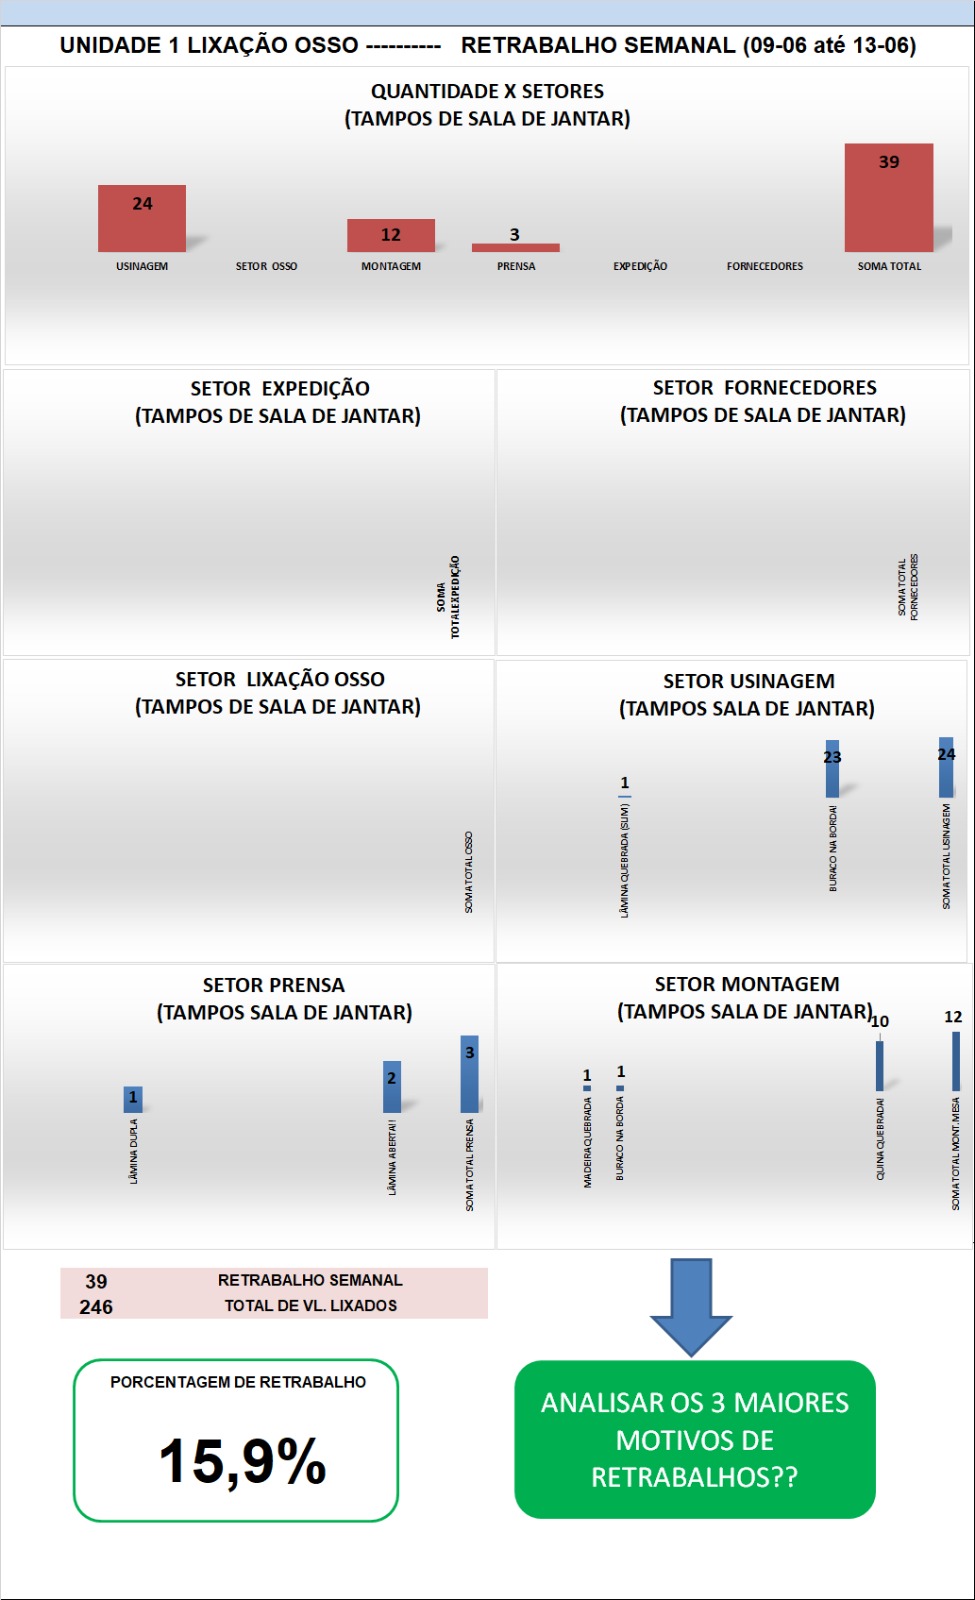 UNIDADE 1 LIXAÇÃO OSSO ---------- RETRABALHO SEMANAL (09-06 até 13-06)
QUANTIDADE X SETORES
(TAMPOS DE SALA DE JANTAR)
39
24
12
3
USINAGEM
SETOR OSSO
MONTAGEM
PRENSA
EXPEDIÇÃO
FORNECEDORES
SOMA TOTAL
SETOR EXPEDIÇÃO
(TAMPOS DE SALA DE JANTAR)
SOMA
TOTALEXPEDIÇÃO
SETOR FORNECEDORES
(TAMPOS DE SALA DE JANTAR)
SOMA TOTAL
FORNECEDORES
SETOR LIXAÇÃO OSSO
(TAMPOS DE SALA DE JANTAR)
SOMA TOTAL OSSO
SETOR USINAGEM
(TAMPOS SALA DE JANTAR)
1
23
24
LÂMINA QUEBRADA (SLIM)
BURACO NA BORDA!
SOMA TOTAL USINAGEM
SETOR PRENSA
(TAMPOS SALA DE JANTAR)
1
2
3
LÂMINA DUPLA
LÂMINA ABERTA!!
SOMA TOTAL PRENSA
SETOR MONTAGEM
(TAMPOS SALA DE JANTAR)
1
1
10
12
MADEIRA QUEBRADA
BURACO NA BORDA
QUINA QUEBRADA!
SOMA TOTAL MONT.MESA
39 RETRABALHO SEMANAL
246 TOTAL DE VL. LIXADOS
PORCENTAGEM DE RETRABALHO
15,9%
ANALISAR OS 3 MAIORES
MOTIVOS DE
RETRABALHOS??